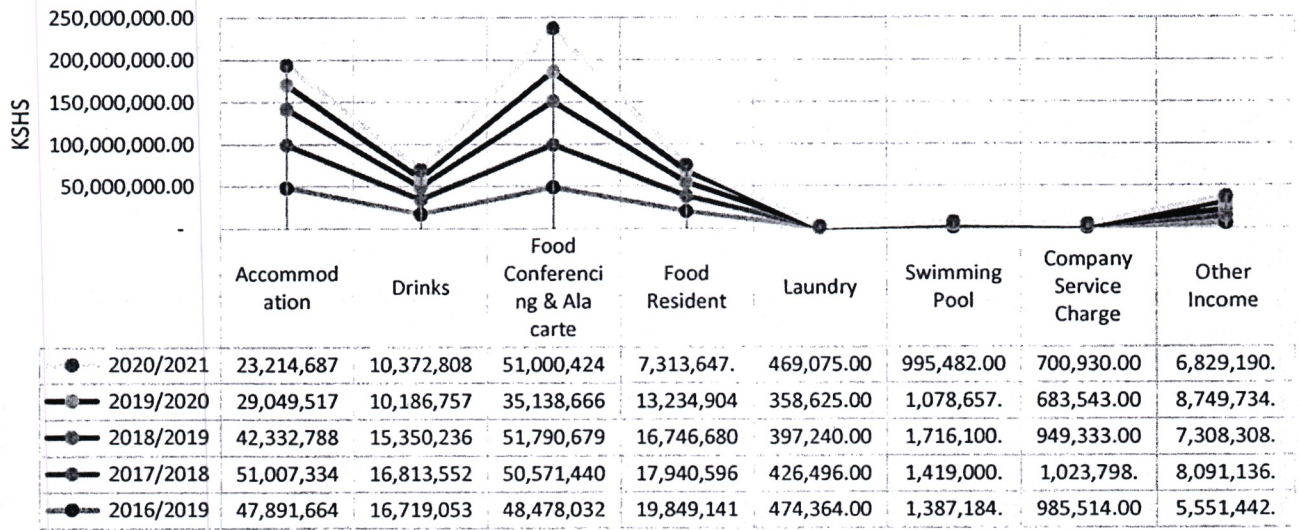 250,000,000.00
200,000,000.00
150,000,000.00
100,000,000.00
50,000,000.00
-
KSHS
Accommod
ation
Drinks
Food
Conferenci
ng & Ala
carte
Food
Resident
Laundry
Swimming
Pool
Company
Service
Charge
Other
Income
2020/2021 23,214,687 10,372,808 51,000,424 7,313,647. 469,075.00 995,482.00 700,930.00 6,829,190.
2019/2020 29,049,517 10,186,757 35,138,666 13,234,904 358,625.00 1,078,657. 683,543.00 8,749,734.
2018/2019 42,332,788 15,350,236 51,790,679 16,746,680 397,240.00 1,716,100. 949,333.00 7,308,308.
2017/2018 51,007,334 16,813,552 50,571,440 17,940,596 426,496.00 1,419,000. 1,023,798. 8,091,136.
2016/2019 47,891,664 16,719,053 48,478,032 19,849,141 474,364.00 1,387,184. 985,514.00 5,551,442.